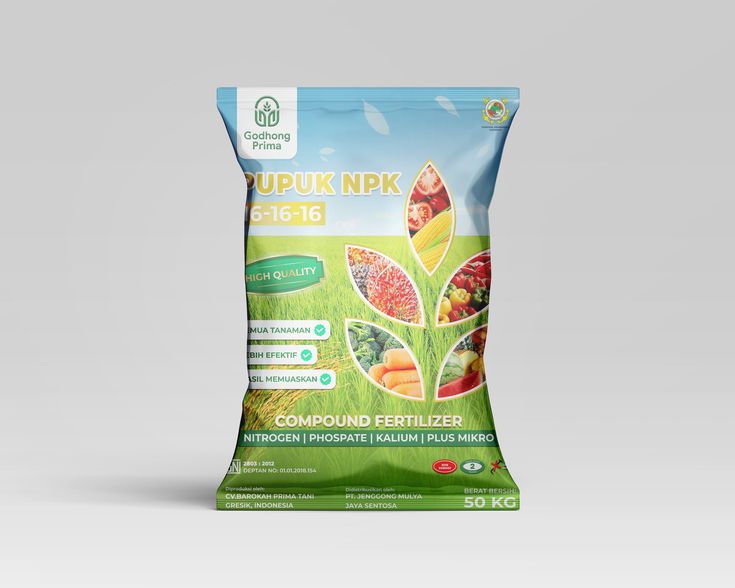 Godhong
Prima
PUPUK NPK
16-16-16
HIGH QUALITY
SEMUA TANAMAN
LEBIH EFEKTIF
HASIL MEMUASKAN
COMPOUND FERTILIZER
NITROGEN | PHOSPATE | KALIUM | PLUS MIKRO
SNI 2803 : 2012
DEPTAN NO: 01.01.2018.154
2
Diproduksi oleh:
CV.BAROKAH PRIMA TANI
GRESIK, INDONESIA
Didistribusikan oleh:
PT. JENGGONG MULYA
JAYA SENTOSA
BERAT BERSIH:
50 KG